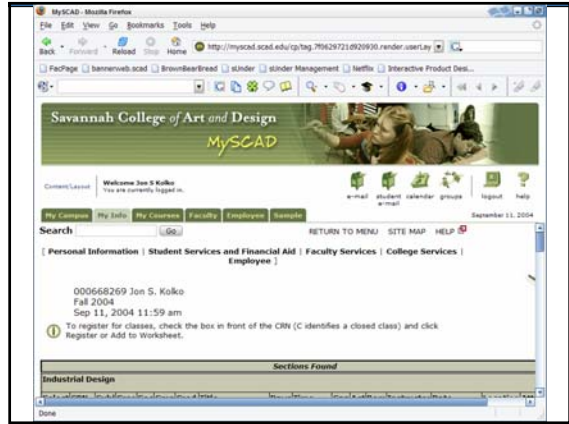 MySCAD - Mozilla Firefox
File Edit View Go Bookmarks Tools Help
Back Forward Reload Stop Home http://myscad.scad.edu/cp/tag.7f0629721d920930.render.userLay
FacPage bannerweb.scad BrownBearBread sUnder sUnder Management Netflix Interactive Product Desi...
Savannah College of Art and Design
MySCAD
Content/Layout Welcome Jon S Kolko
You are currently logged in.
e-mail student e-mail calendar groups logout help
My Campus My Info My Courses Faculty Employee Sample September 11, 2004
Search Go RETURN TO MENU SITE MAP HELP
[ Personal Information | Student Services and Financial Aid | Faculty Services | College Services |
Employee ]
000668269 Jon S. Kolko
Fall 2004
Sep 11, 2004 11:59 am
To register for classes, check the box in front of the CRN (C identifies a closed class) and click
Register or Add to Worksheet.
Sections Found
Industrial Design
Done